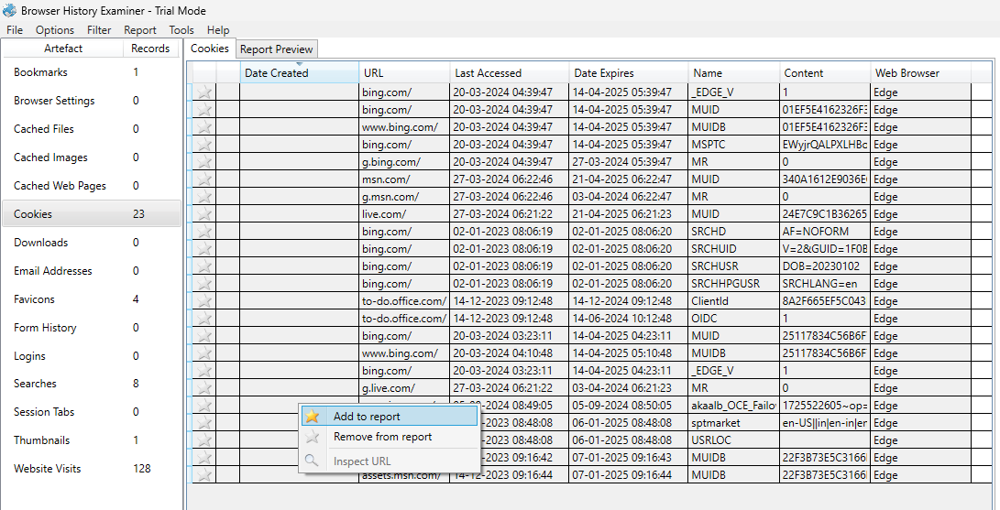 Browser History Examiner - Trial Mode
File Options Filter Report Tools Help
Artefact Records
Bookmarks 1
Browser Settings 0
Cached Files 0
Cached Images 0
Cached Web Pages 0
Cookies 23
Downloads 0
Email Addresses 0
Favicons 4
Form History 0
Logins 0
Searches 8
Session Tabs 0
Thumbnails 1
Website Visits 128
Cookies Report Preview
Date Created URL Last Accessed Date Expires Name Content Web Browser
bing.com/ 20-03-2024 04:39:47 14-04-2025 05:39:47 _EDGE_V 1 Edge
bing.com/ 20-03-2024 04:39:47 14-04-2025 05:39:47 MUID 01EF5E4162326F3 Edge
www.bing.com/ 20-03-2024 04:39:47 14-04-2025 05:39:47 MUIDB 01EF5E4162326F3 Edge
bing.com/ 20-03-2024 04:39:47 14-04-2025 05:39:47 MSPTC EWyjrQALPXLHBc Edge
g.bing.com/ 20-03-2024 04:39:47 27-03-2024 05:39:47 MR 0 Edge
msn.com/ 27-03-2024 06:22:46 21-04-2025 06:22:47 MUID 340A1612E9036E Edge
g.msn.com/ 27-03-2024 06:22:46 03-04-2024 06:22:47 MR 0 Edge
live.com/ 27-03-2024 06:21:22 21-04-2025 06:21:23 MUID 24E7C9C1B36265 Edge
bing.com/ 02-01-2023 08:06:19 02-01-2025 08:06:20 SRCHD AF=NOFORM Edge
bing.com/ 02-01-2023 08:06:19 02-01-2025 08:06:20 SRCHUID V=2&GUID=1F0B Edge
bing.com/ 02-01-2023 08:06:19 02-01-2025 08:06:20 SRCHUSR DOB=20230102 Edge
bing.com/ 02-01-2023 08:06:19 02-01-2025 08:06:20 SRCHHPGUSR SRCHLANG=en Edge
to-do.office.com/ 14-12-2023 09:12:48 14-12-2024 09:12:48 ClientId 8A2F665EF5C043 Edge
to-do.office.com/ 14-12-2023 09:12:48 14-06-2024 10:12:48 OIDC 1 Edge
bing.com/ 20-03-2024 03:23:11 14-04-2025 04:23:11 MUID 25117834C56B6F Edge
www.bing.com/ 20-03-2024 04:10:48 14-04-2025 05:10:48 MUIDB 25117834C56B6F Edge
bing.com/ 20-03-2024 03:23:11 14-04-2025 04:23:11 _EDGE_V 1 Edge
g.live.com/ 27-03-2024 06:21:22 03-04-2024 06:21:23 MR 0 Edge
08:49:05 05-09-2024 08:50:05 akaalb_OCE_Failov 1725522605~op= Edge
08:48:08 06-01-2025 08:48:08 sptmarket en-US||in|en-in|en Edge
08:48:08 06-01-2025 08:48:08 USRLOC Edge
09:16:42 07-01-2025 09:16:43 MUIDB 22F3B73E5C3166 Edge
assets.msn.com/ 14-12-2023 09:16:44 07-01-2025 09:16:44 MUIDB 22F3B73E5C3166 Edge
Add to report
Remove from report
Inspect URL